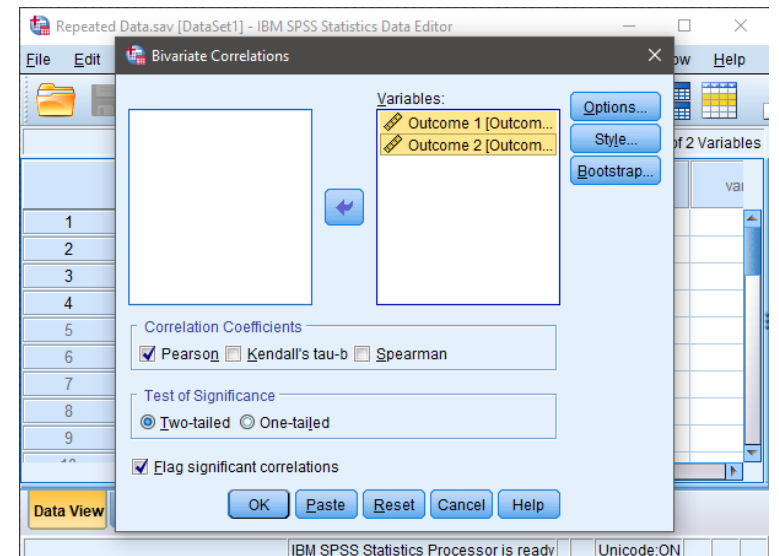 Repeated Data.sav [DataSet1] - IBM SPSS Statistics Data Editor
File Edit
Help
Bivariate Correlations
Variables:
Outcome 1 [Outcom...
Outcome 2 [Outcom...
Options...
Style...
Bootstrap...
of 2 Variables
1
2
3
4
5
6
7
8
9
Correlation Coefficients
Pearson Kendall's tau-b Spearman
Test of Significance
Two-tailed One-tailed
Flag significant correlations
OK Paste Reset Cancel Help
Data View
IBM SPSS Statistics Processor is ready Unicode:ON